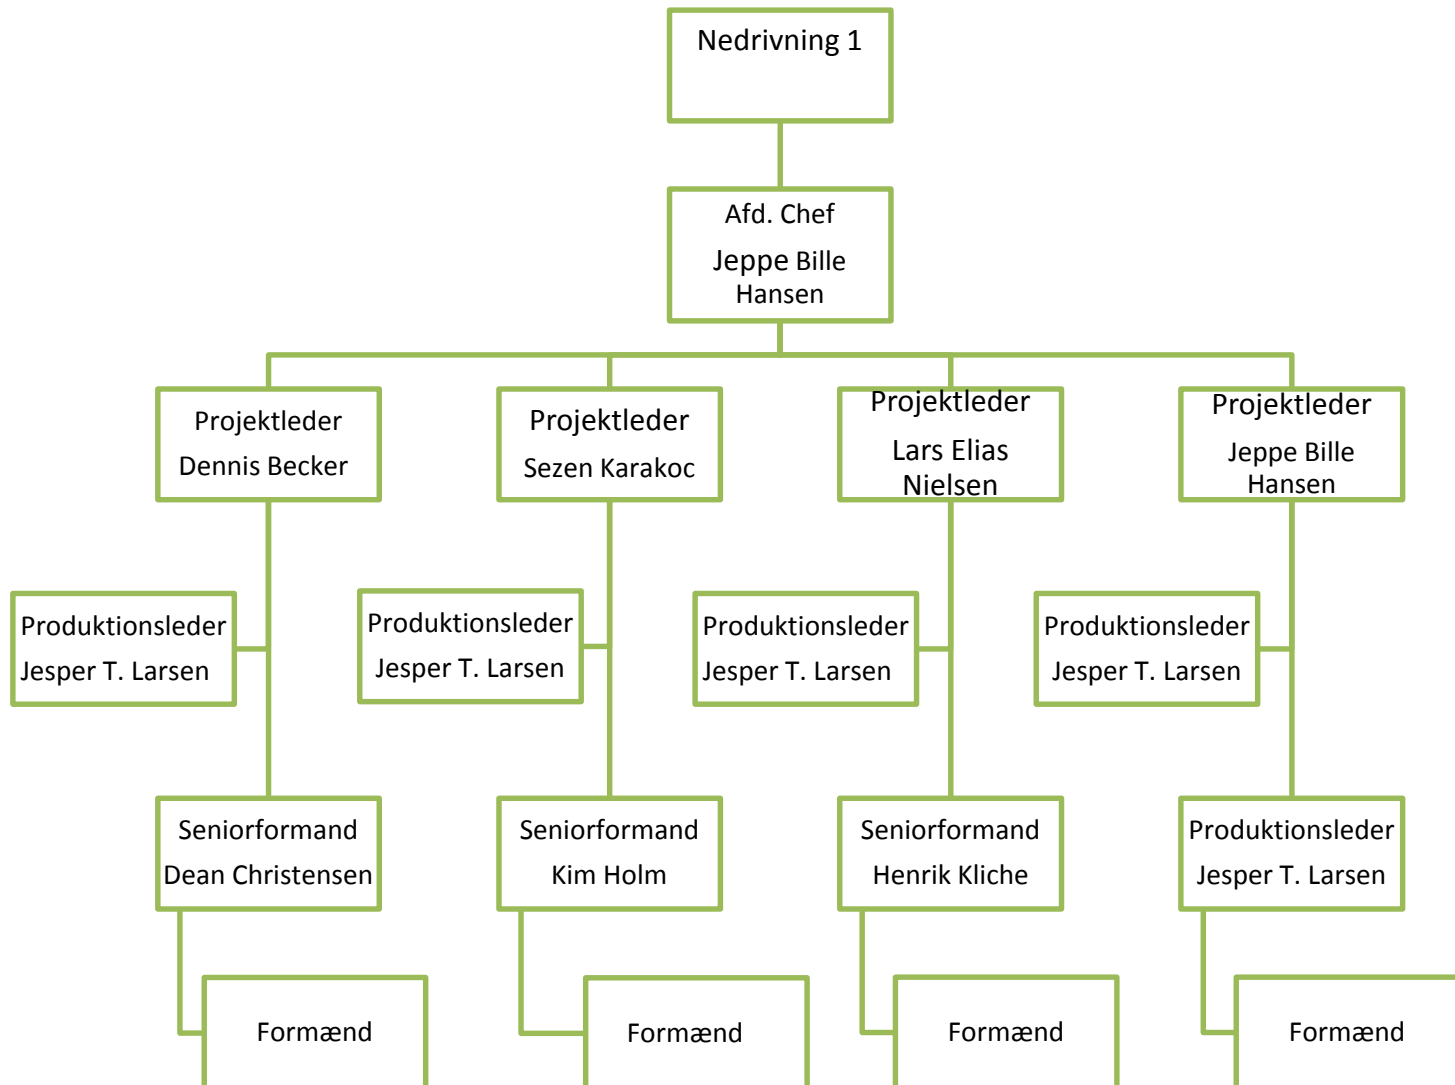 Nedrivning 1
Afd. Chef
Jeppe Bille
Hansen
Projektleder
Dennis Becker
Projektleder
Sezen Karakoc
Projektleder
Lars Elias
Nielsen
Projektleder
Jeppe Bille
Hansen
Produktionsleder
Jesper T. Larsen
Produktionsleder
Jesper T. Larsen
Produktionsleder
Jesper T. Larsen
Produktionsleder
Jesper T. Larsen
Seniorformand
Dean Christensen
Seniorformand
Kim Holm
Seniorformand
Henrik Kliche
Produktionsleder
Jesper T. Larsen
Formænd
Formænd
Formænd
Formænd